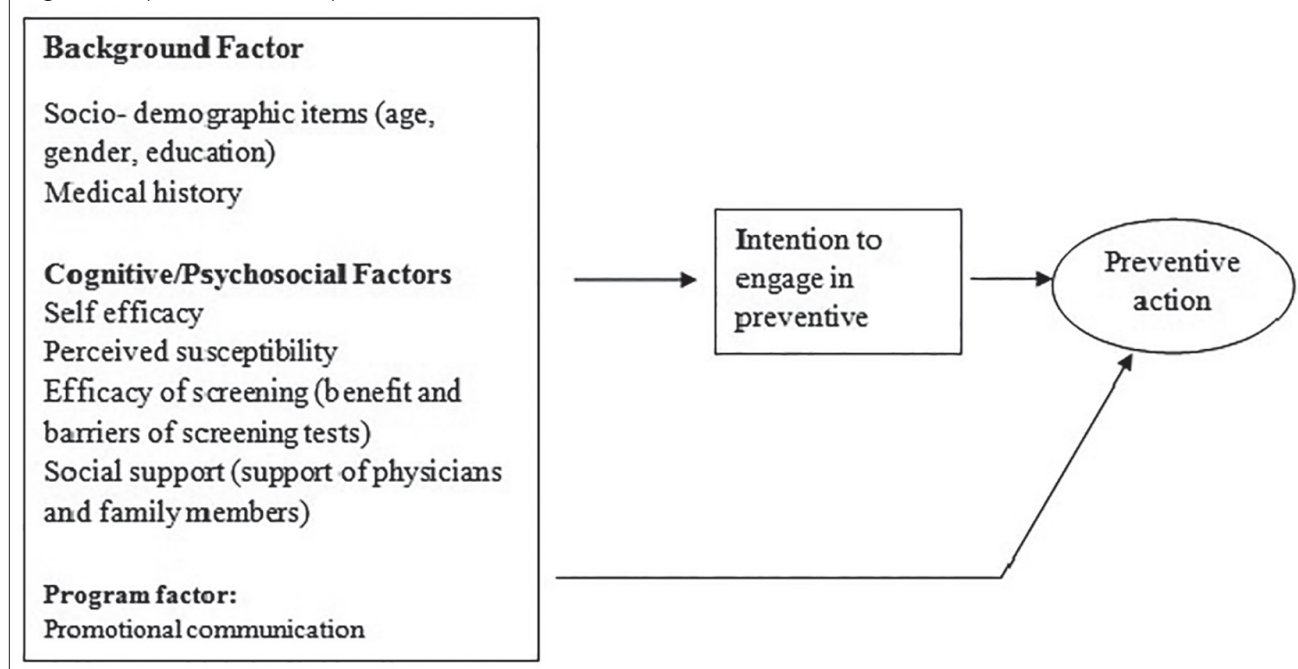 Background Factor
Socio- demographic items (age,
gender, education)
Medical history
Cognitive/Psychosocial Factors
Self efficacy
Perceived susceptibility
Efficacy of screening (benefit and
barriers of screening tests)
Social support (support of physicians
and family members)
Program factor:
Promotional communication
Intention to
engage in
preventive
Preventive
action